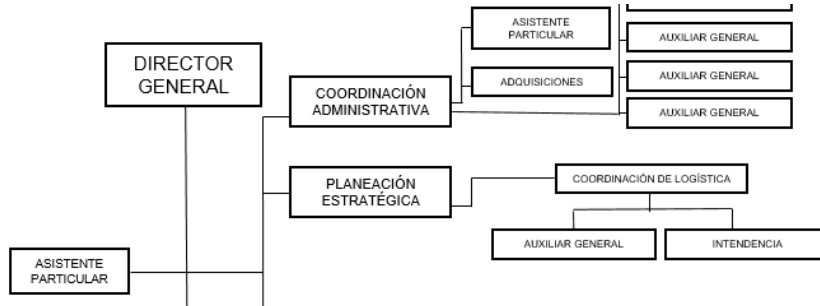 DIRECTOR
GENERAL
COORDINACIÓN
ADMINISTRATIVA
ASISTENTE
PARTICULAR
ADQUISICIONES
AUXILIAR GENERAL
AUXILIAR GENERAL
AUXILIAR GENERAL
PLANEACIÓN
ESTRATÉGICA
COORDINACIÓN DE LOGÍSTICA
AUXILIAR GENERAL
INTENDENCIA
ASISTENTE
PARTICULAR